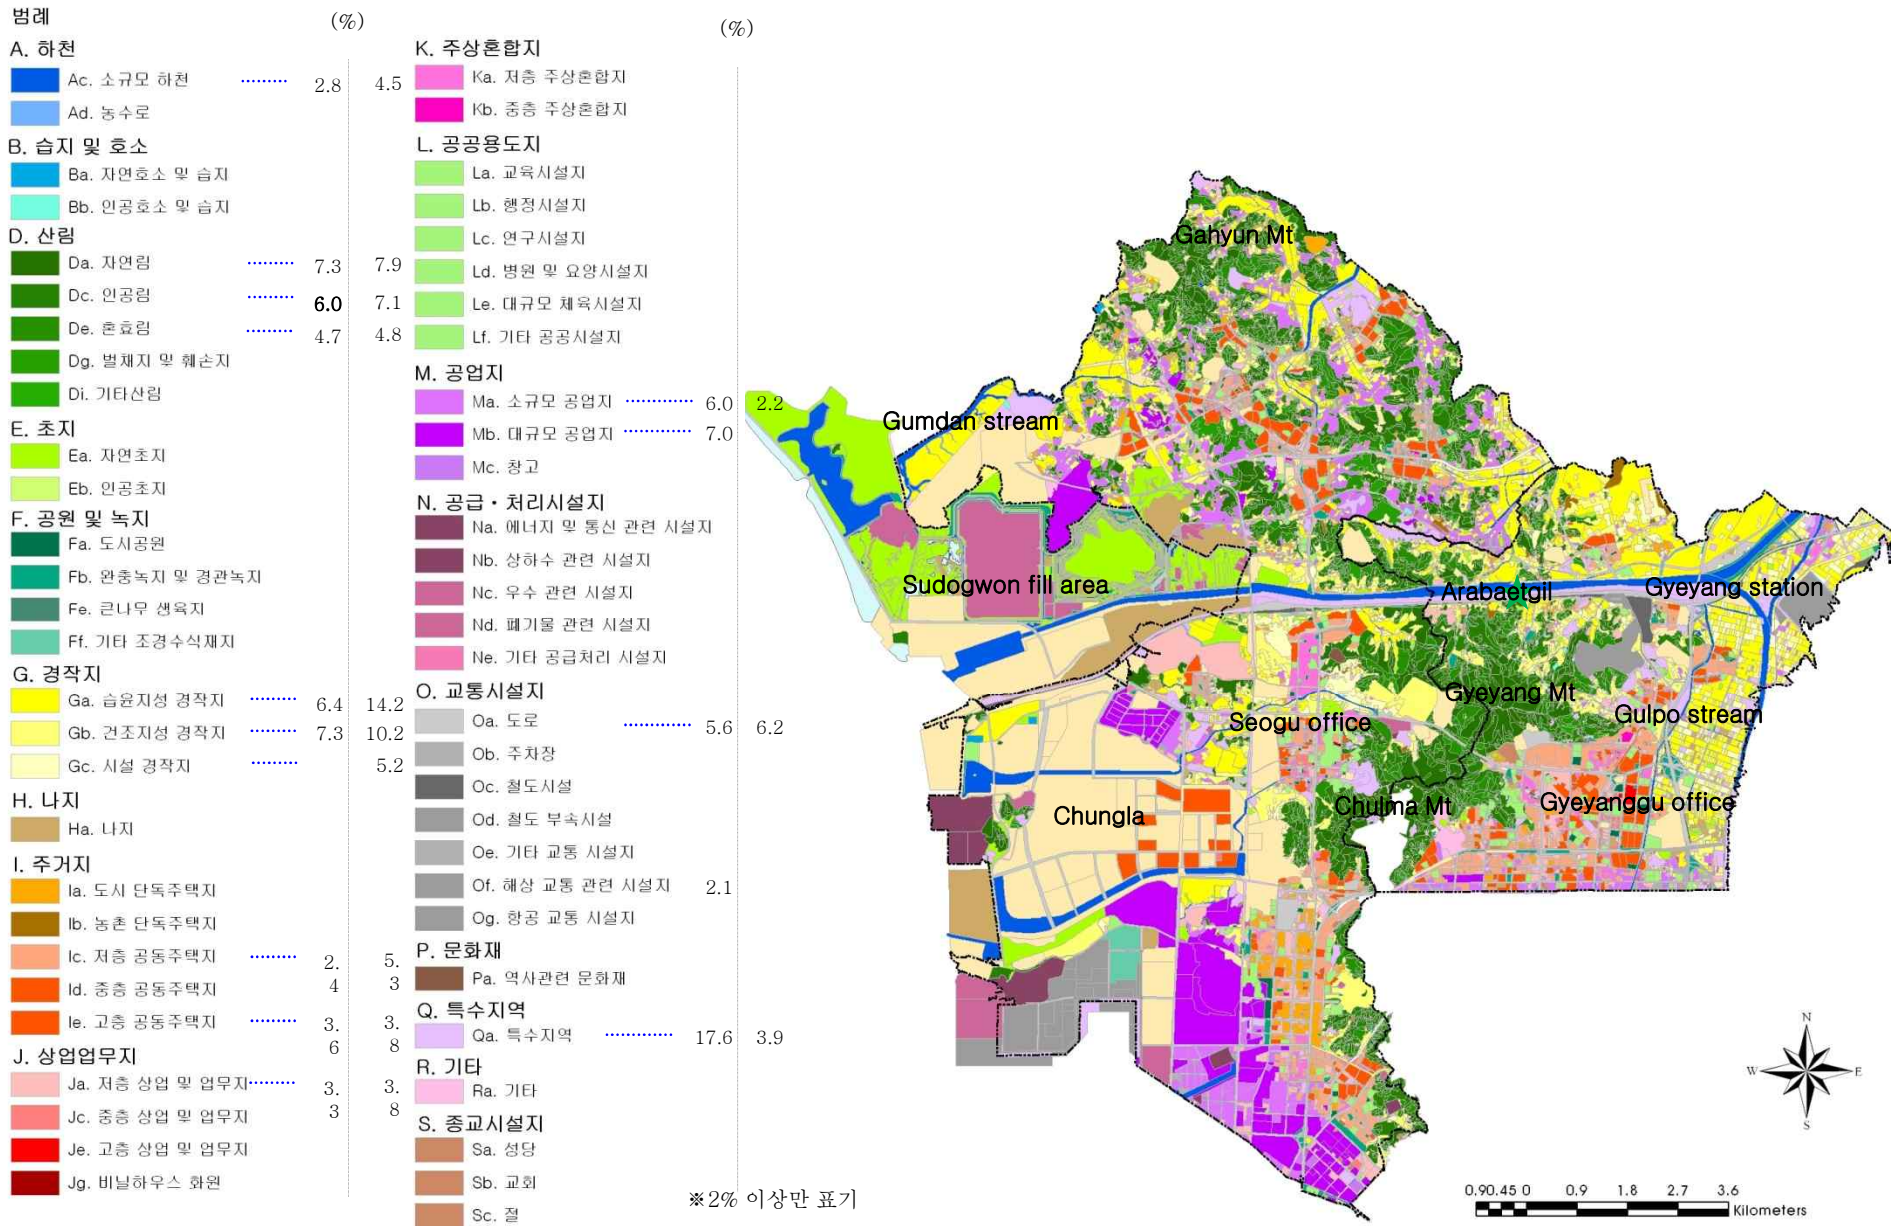 범례
(%)
A. 하천
Ac. 소규모 하천 ········· 2.8 4.5
Ad. 농수로
B. 습지 및 호소
Ba. 자연호소 및 습지
Bb. 인공호소 및 습지
D. 산림
Da. 자연림 ········· 7.3 7.9
Dc. 인공림 ········· 6.0 7.1
De. 혼효림 ········· 4.7 4.8
Dg. 벌채지 및 훼손지
Di. 기타산림
E. 초지
Ea. 자연초지
Eb. 인공초지
F. 공원 및 녹지
Fa. 도시공원
Fb. 완충녹지 및 경관녹지
Fe. 큰나무 생육지
Ff. 기타 조경수식재지
G. 경작지
Ga. 습윤지성 경작지 ········· 6.4 14.2
Gb. 건조지성 경작지 ········· 7.3 10.2
Gc. 시설 경작지 ········· 5.2
H. 나지
Ha. 나지
I. 주거지
Ia. 도시 단독주택지
Ib. 농촌 단독주택지
Ic. 저층 공동주택지 ········· 2.4 5.3
Id. 중층 공동주택지
Ie. 고층 공동주택지 ········· 3.6 3.8
J. 상업업무지
Ja. 저층 상업 및 업무지 ········· 3.3 3.8
Jc. 중층 상업 및 업무지
Je. 고층 상업 및 업무지
Jg. 비닐하우스 화원
(%)
K. 주상혼합지
Ka. 저층 주상혼합지
Kb. 중층 주상혼합지
L. 공공용도지
La. 교육시설지
Lb. 행정시설지
Lc. 연구시설지
Ld. 병원 및 요양시설지
Le. 대규모 체육시설지
Lf. 기타 공공시설지
M. 공업지
Ma. 소규모 공업지 ············· 6.0 2.2
Mb. 대규모 공업지 ············· 7.0
Mc. 창고
N. 공급·처리시설지
Na. 에너지 및 통신 관련 시설지
Nb. 상하수 관련 시설지
Nc. 우수 관련 시설지
Nd. 폐기물 관련 시설지
Ne. 기타 공급처리 시설지
O. 교통시설지
Oa. 도로 ············· 5.6 6.2
Ob. 주차장
Oc. 철도시설
Od. 철도 부속시설
Oe. 기타 교통 시설지
Of. 해상 교통 관련 시설지 2.1
Og. 항공 교통 시설지
P. 문화재
Pa. 역사관련 문화재
Q. 특수지역
Qa. 특수지역 ············· 17.6 3.9
R. 기타
Ra. 기타
S. 종교시설지
Sa. 성당
Sb. 교회
Sc. 절
※2% 이상만 표기
Gahyun Mt
Gumdan stream
Sudogwon fill area
Arabaetgil
Gyeyang station
Gyeyang Mt
Seogu office
Gulpo stream
Chungla
Chulma Mt
Gyeyanggu office
N
W
E
S
0.90.45 0 0.9 1.8 2.7 3.6
Kilometers